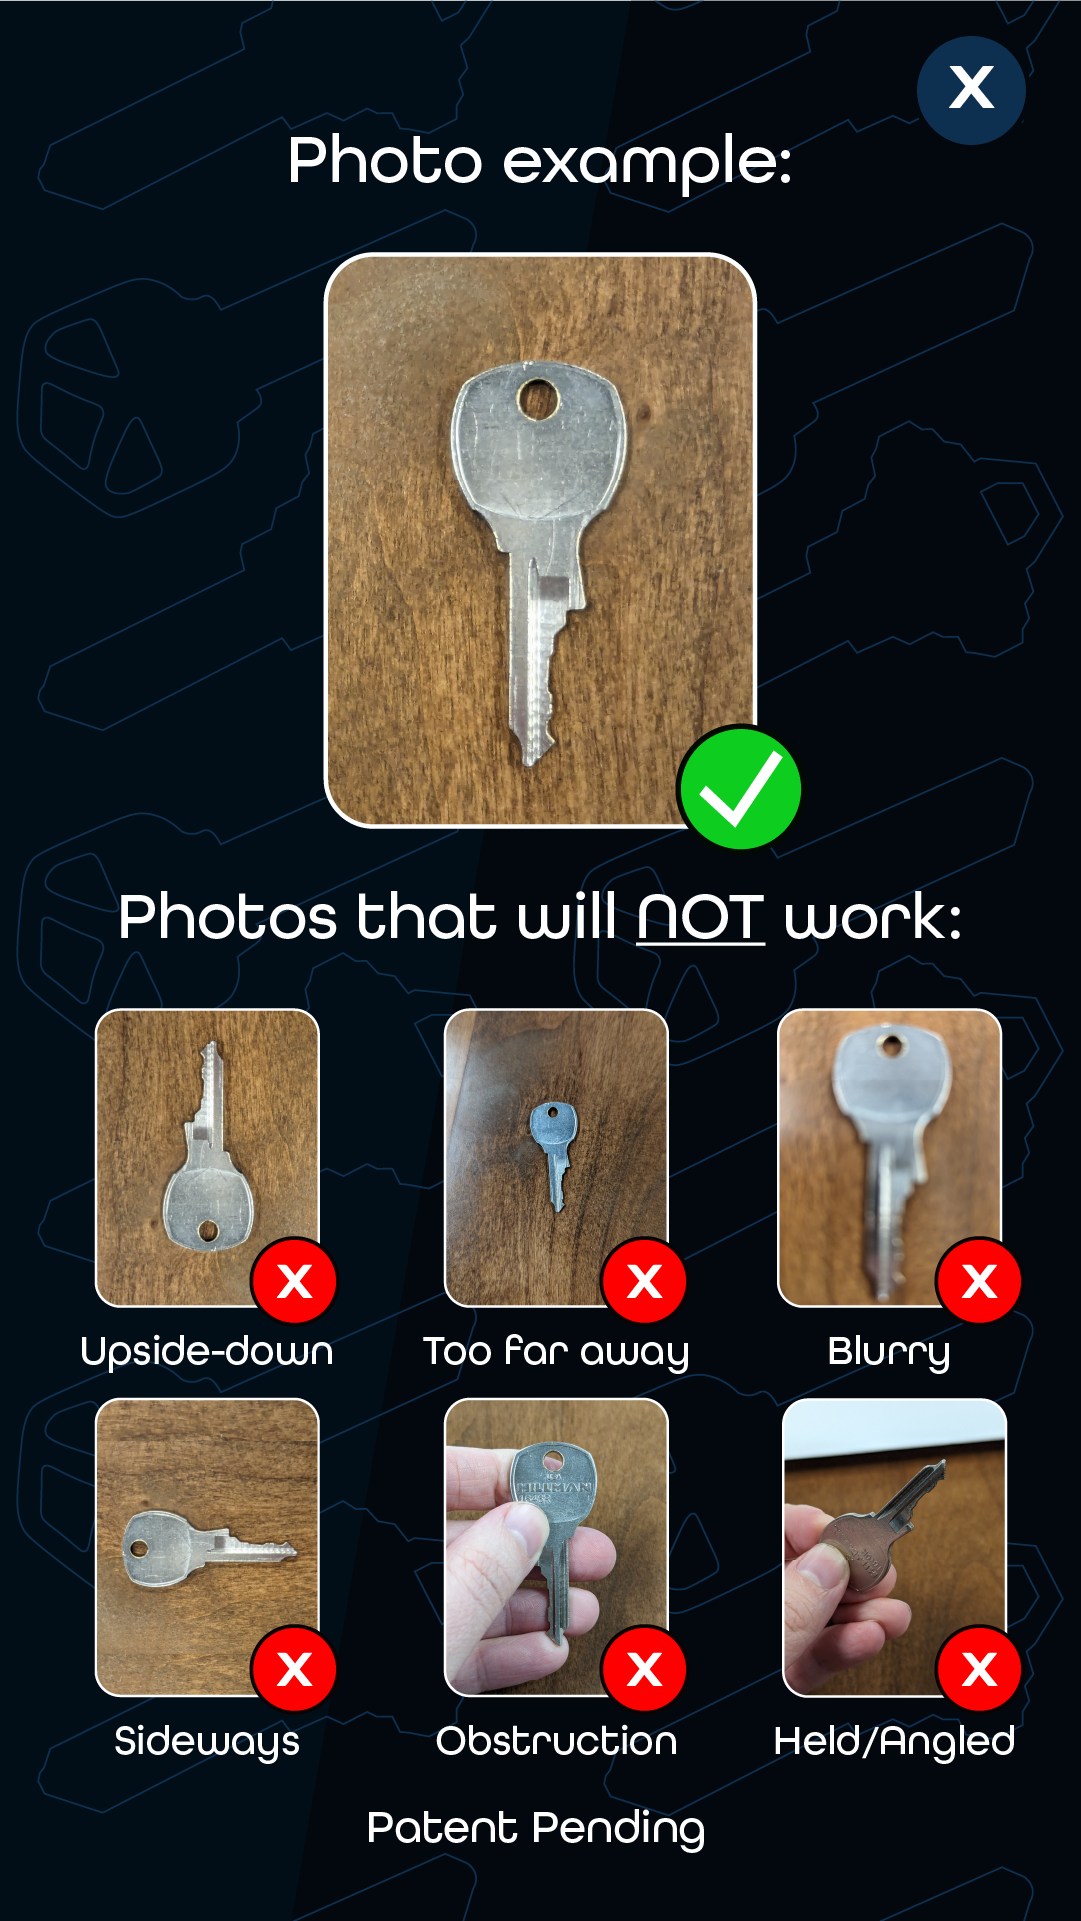 X
Photo example:
Photos that will NOT work:
X
X
X
Upside-down
Too far away
Blurry
X
X
X
Sideways
Obstruction
Held/Angled
Patent Pending